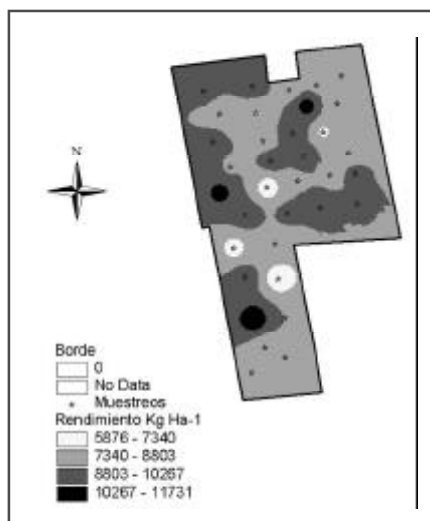 N
Borde
0
No Data
Muestreos
Rendimiento Kg Ha-1
5876 - 7340
7340 - 8803
8803 - 10267
10267 - 11731